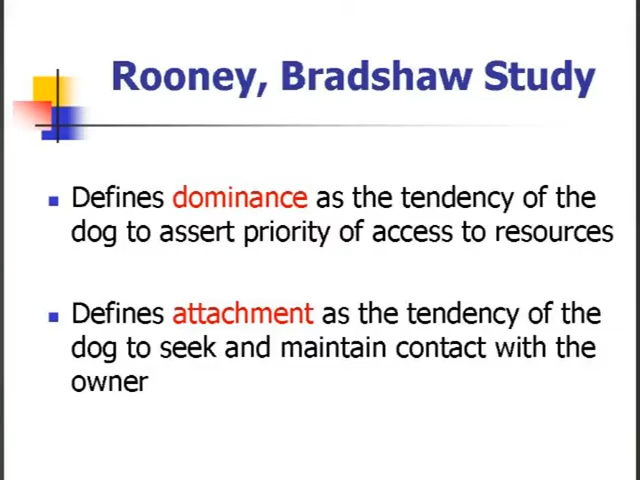 Rooney, Bradshaw Study
Defines dominance as the tendency of the
dog to assert priority of access to resources
Defines attachment as the tendency of the
dog to seek and maintain contact with the
owner